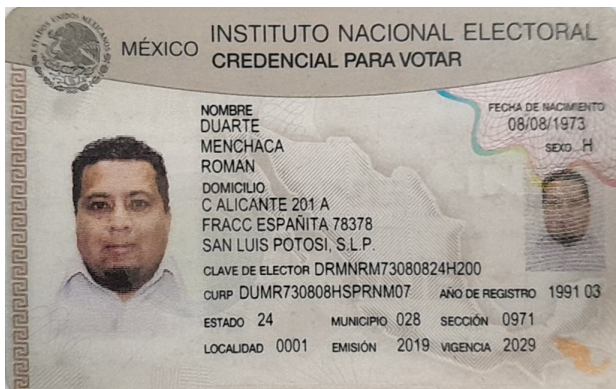 ESTADOS UNIDOS MEXICANOS
MÉXICO INSTITUTO NACIONAL ELECTORAL
CREDENCIAL PARA VOTAR
NOMBRE
DUARTE
MENCHACA
ROMAN
FECHA DE NACIMIENTO
08/08/1973
SEXO H
DOMICILIO
C ALICANTE 201 A
FRACC ESPAÑITA 78378
SAN LUIS POTOSI, S.L.P.
CLAVE DE ELECTOR DRMNRM73080824H200
CURP DUMR730808HSPRNM07 AÑO DE REGISTRO 1991 03
ESTADO 24 MUNICIPIO 028 SECCIÓN 0971
LOCALIDAD 0001 EMISIÓN 2019 VIGENCIA 2029